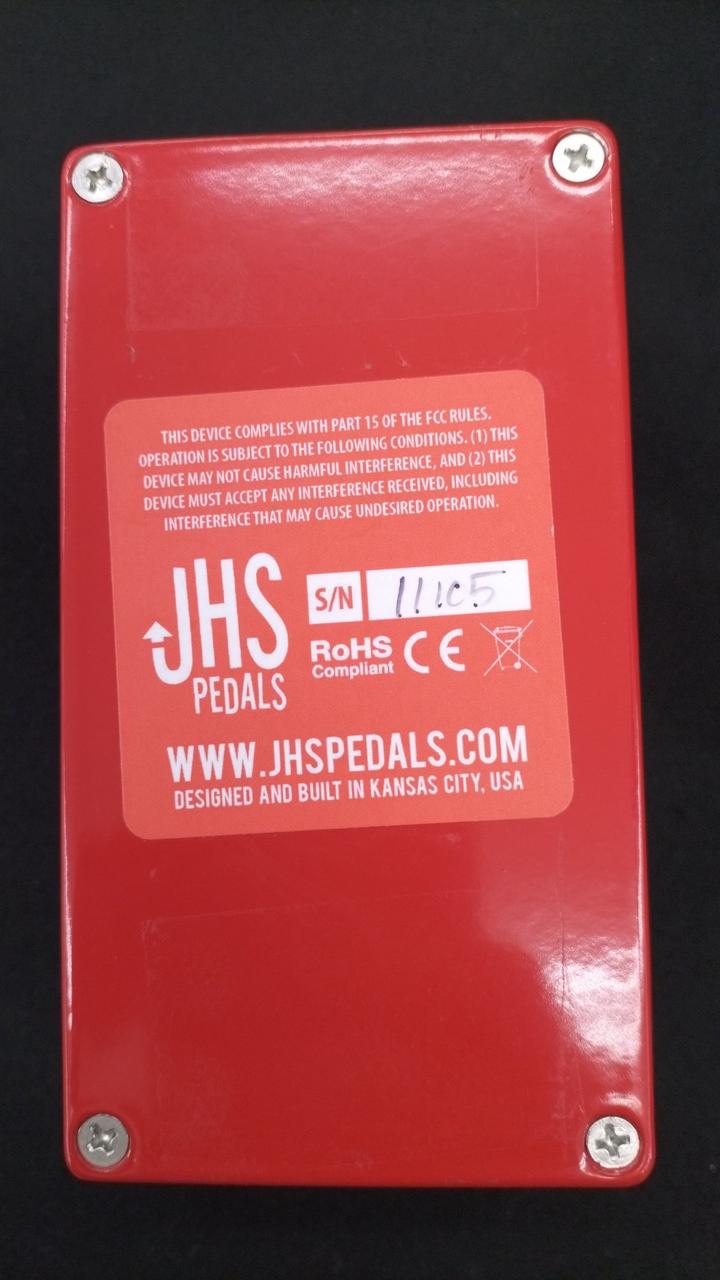 THIS DEVICE COMPLIES WITH PART 15 OF THE FCC RULES.
OPERATION IS SUBJECT TO THE FOLLOWING CONDITIONS. (1) THIS
DEVICE MAY NOT CAUSE HARMFUL INTERFERENCE, AND (2) THIS
DEVICE MUST ACCEPT ANY INTERFERENCE RECEIVED, INCLUDING
INTERFERENCE THAT MAY CAUSE UNDESIRED OPERATION.
JHS
PEDALS
S/N
RoHS
Compliant
CE
WWW.JHSPEDALS.COM
DESIGNED AND BUILT IN KANSAS CITY, USA